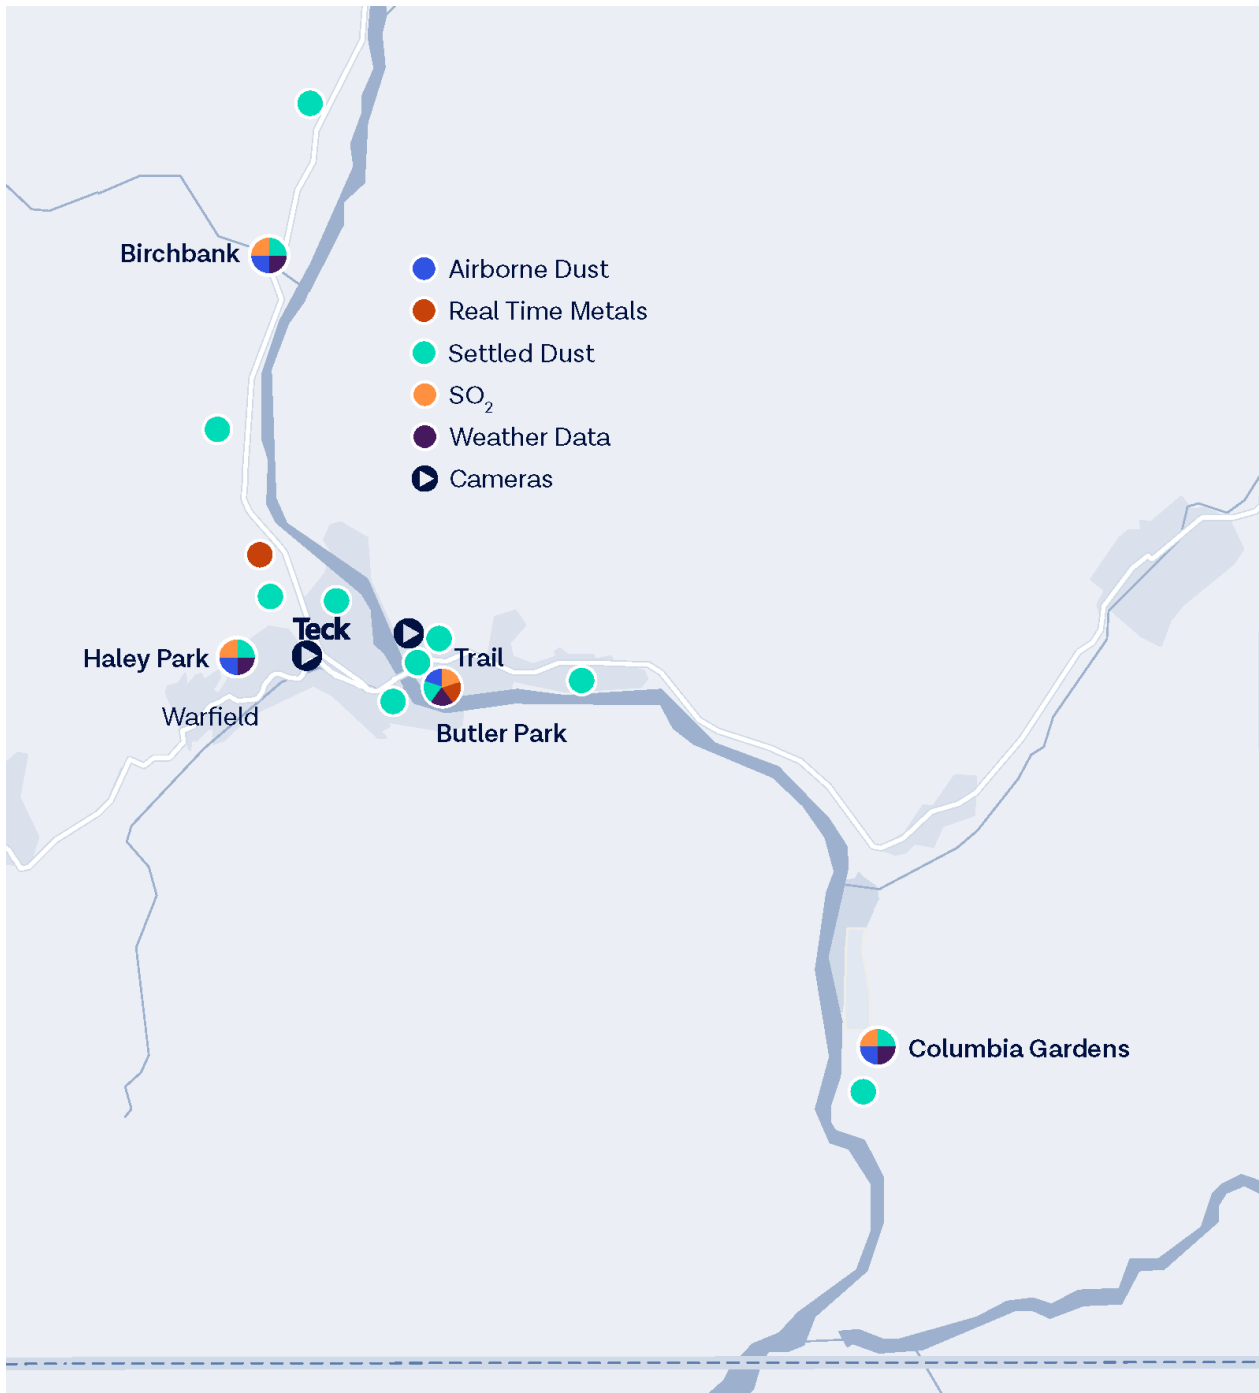 Birchbank
Airborne Dust
Real Time Metals
Settled Dust
SO₂
Weather Data
Cameras
Teck
Haley Park
Trail
Warfield
Butler Park
Columbia Gardens